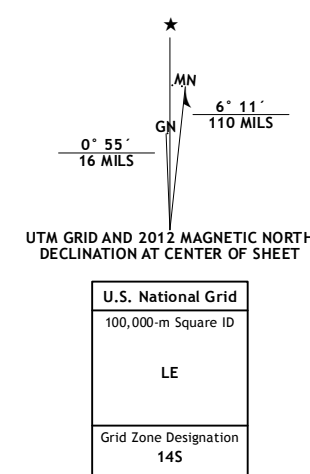 ★
MN
6° 11´
110 MILS
GN
0° 55´
16 MILS
UTM GRID AND 2012 MAGNETIC NORTH
DECLINATION AT CENTER OF SHEET
U.S. National Grid
100,000-m Square ID
LE
Grid Zone Designation
14S